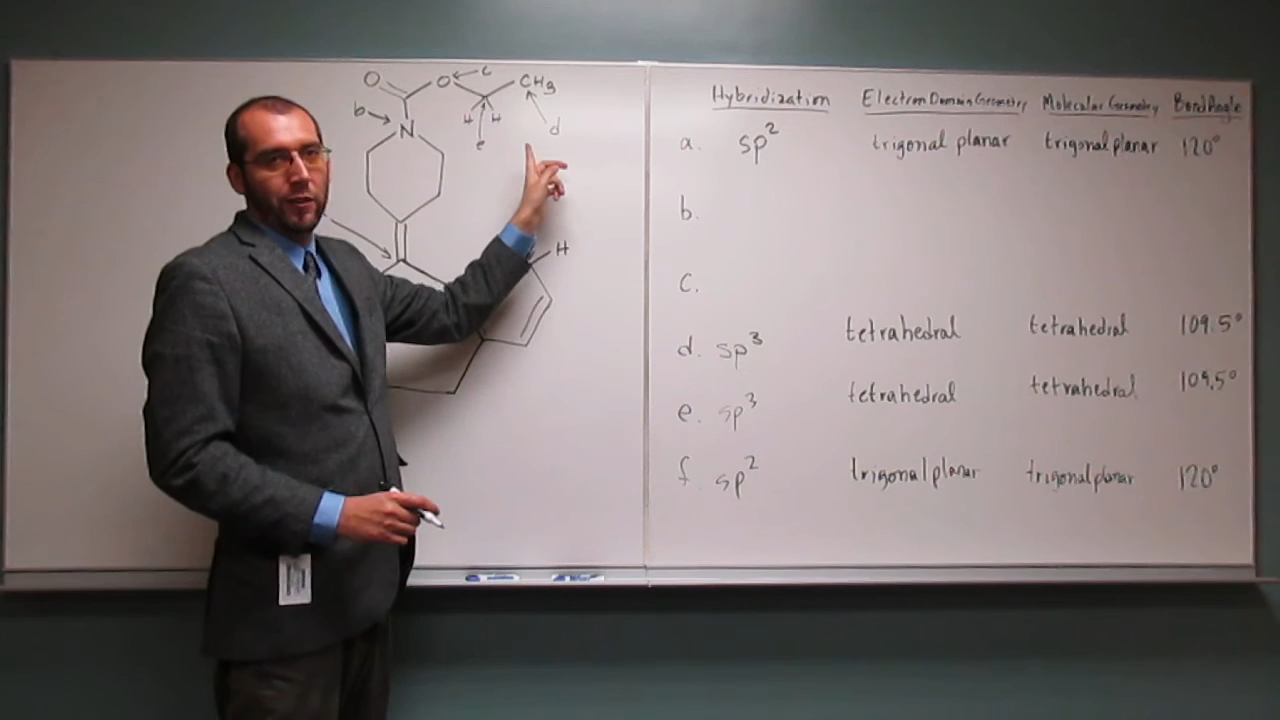 O O c CH3
b N H H
e d
H
Hybridization Electron Domain Geometry Molecular Geometry Bond Angle
a. sp2 trigonal planar trigonal planar 120°
b.
c.
d. sp3 tetrahedral tetrahedral 109.5°
e. sp3 tetrahedral tetrahedral 109.5°
f. sp2 trigonal planar trigonal planar 120°